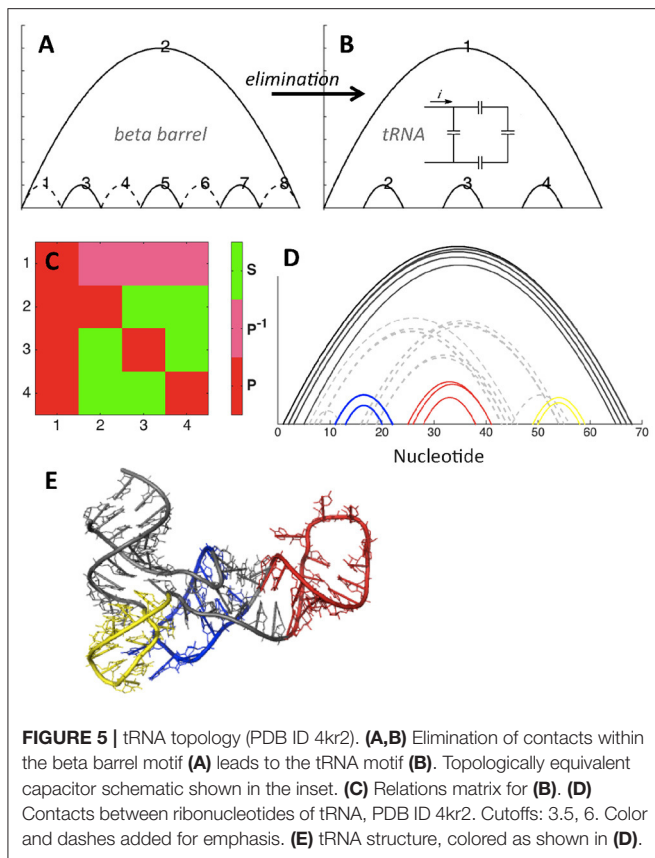 A
2
beta barrel
1 3 4 5 6 7 8
elimination
B
1
i
tRNA
2 3 4
C
1
2
3
4
1 2 3 4
S
P-1
P
D
0 10 20 30 40 50 60 70
Nucleotide
E
FIGURE 5 | tRNA topology (PDB ID 4kr2). (A,B) Elimination of contacts within
the beta barrel motif (A) leads to the tRNA motif (B). Topologically equivalent
capacitor schematic shown in the inset. (C) Relations matrix for (B). (D)
Contacts between ribonucleotides of tRNA, PDB ID 4kr2. Cutoffs: 3.5, 6. Color
and dashes added for emphasis. (E) tRNA structure, colored as shown in (D).